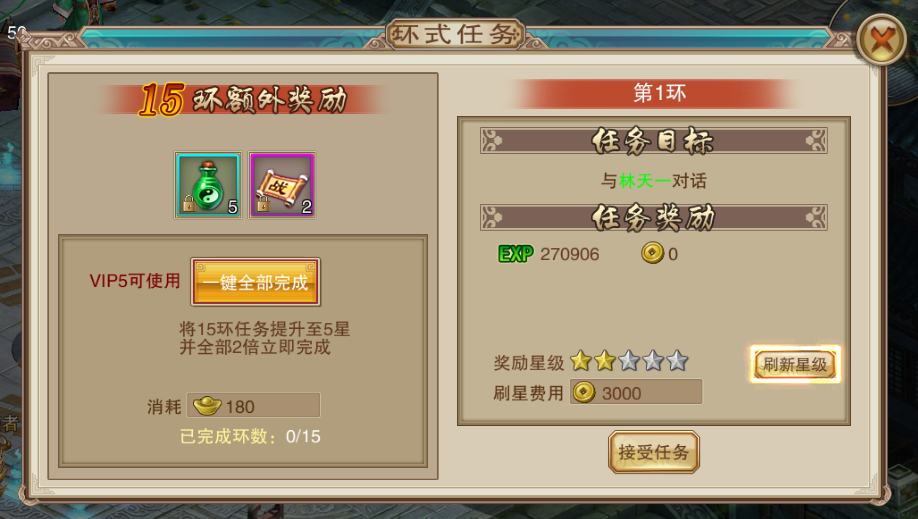 环式任务
15环额外奖励
5
战
2
VIP5可使用
一键全部完成
将15环任务提升至5星
并全部2倍立即完成
消耗 180
已完成环数：0/15
第1环
任务目标
与林天一对话
任务奖励
EXP 270906 0
奖励星级
刷新星级
刷星费用 3000
接受任务